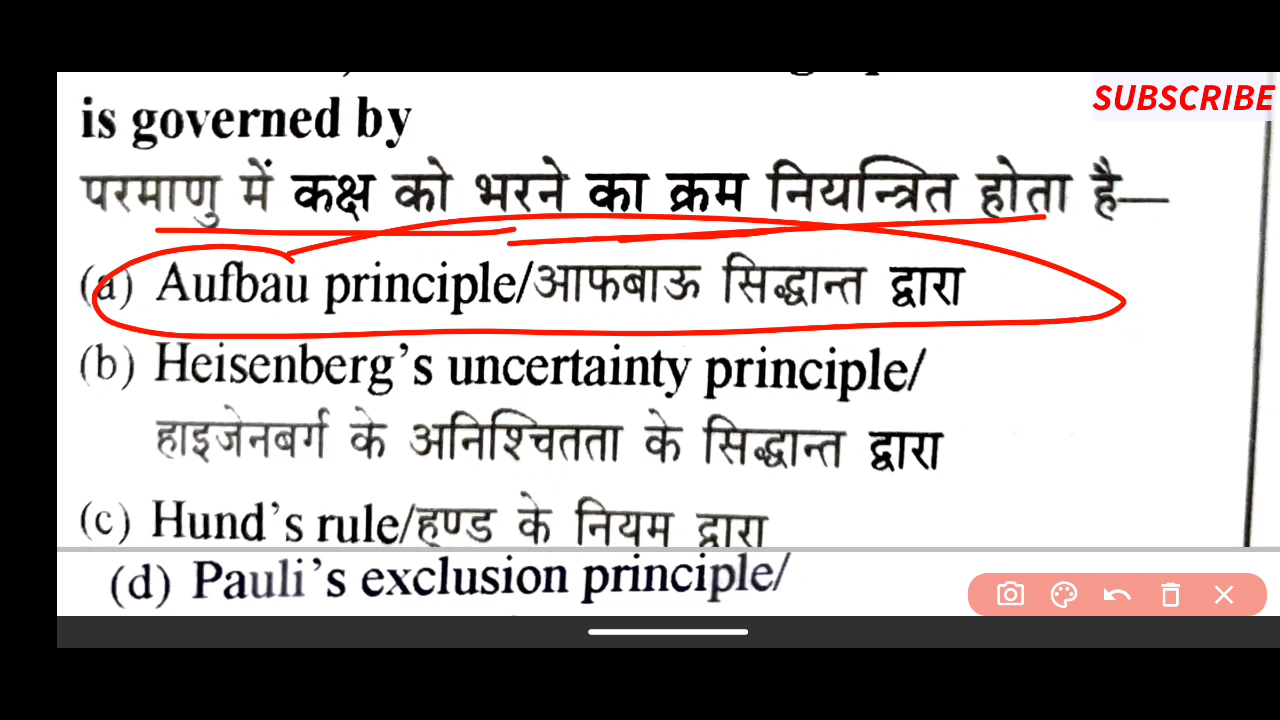 SUBSCRIBE
is governed by
परमाणु में कक्ष को भरने का क्रम नियन्त्रित होता है—
(a) Aufbau principle/आफबाऊ सिद्धान्त द्वारा
(b) Heisenberg's uncertainty principle/
हाइजेनबर्ग के अनिश्चितता के सिद्धान्त द्वारा
(c) Hund's rule/हुण्ड के नियम द्वारा
(d) Pauli's exclusion principle/